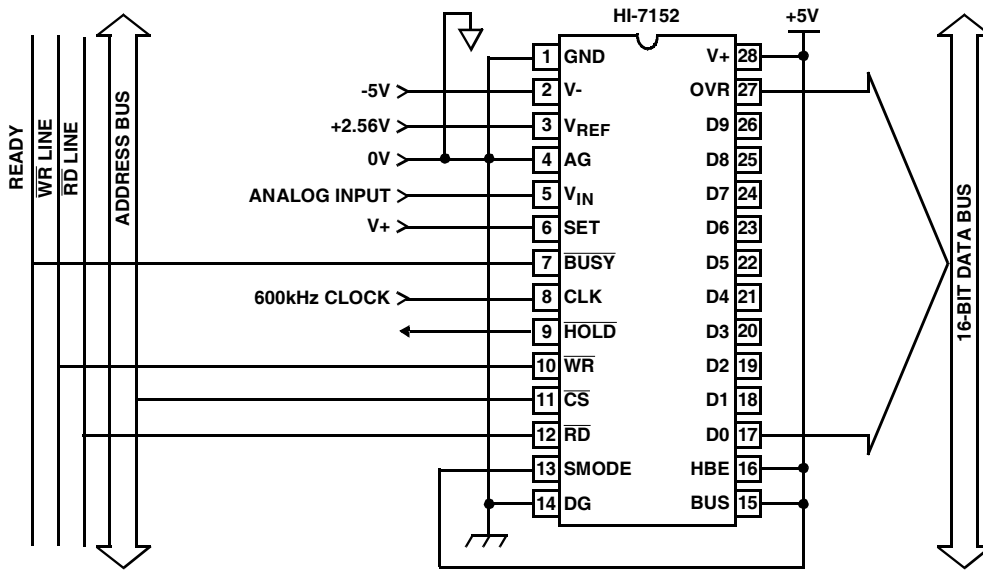 HI-7152
+5V
READY
WR LINE
RD LINE
ADDRESS BUS
-5V
+2.56V
0V
ANALOG INPUT
V+
600kHz CLOCK
1 GND
2 V-
3 VREF
4 AG
5 VIN
6 SET
7 BUSY
8 CLK
9 HOLD
10 WR
11 CS
12 RD
13 SMODE
14 DG
V+ 28
OVR 27
D9 26
D8 25
D7 24
D6 23
D5 22
D4 21
D3 20
D2 19
D1 18
D0 17
HBE 16
BUS 15
16-BIT DATA BUS